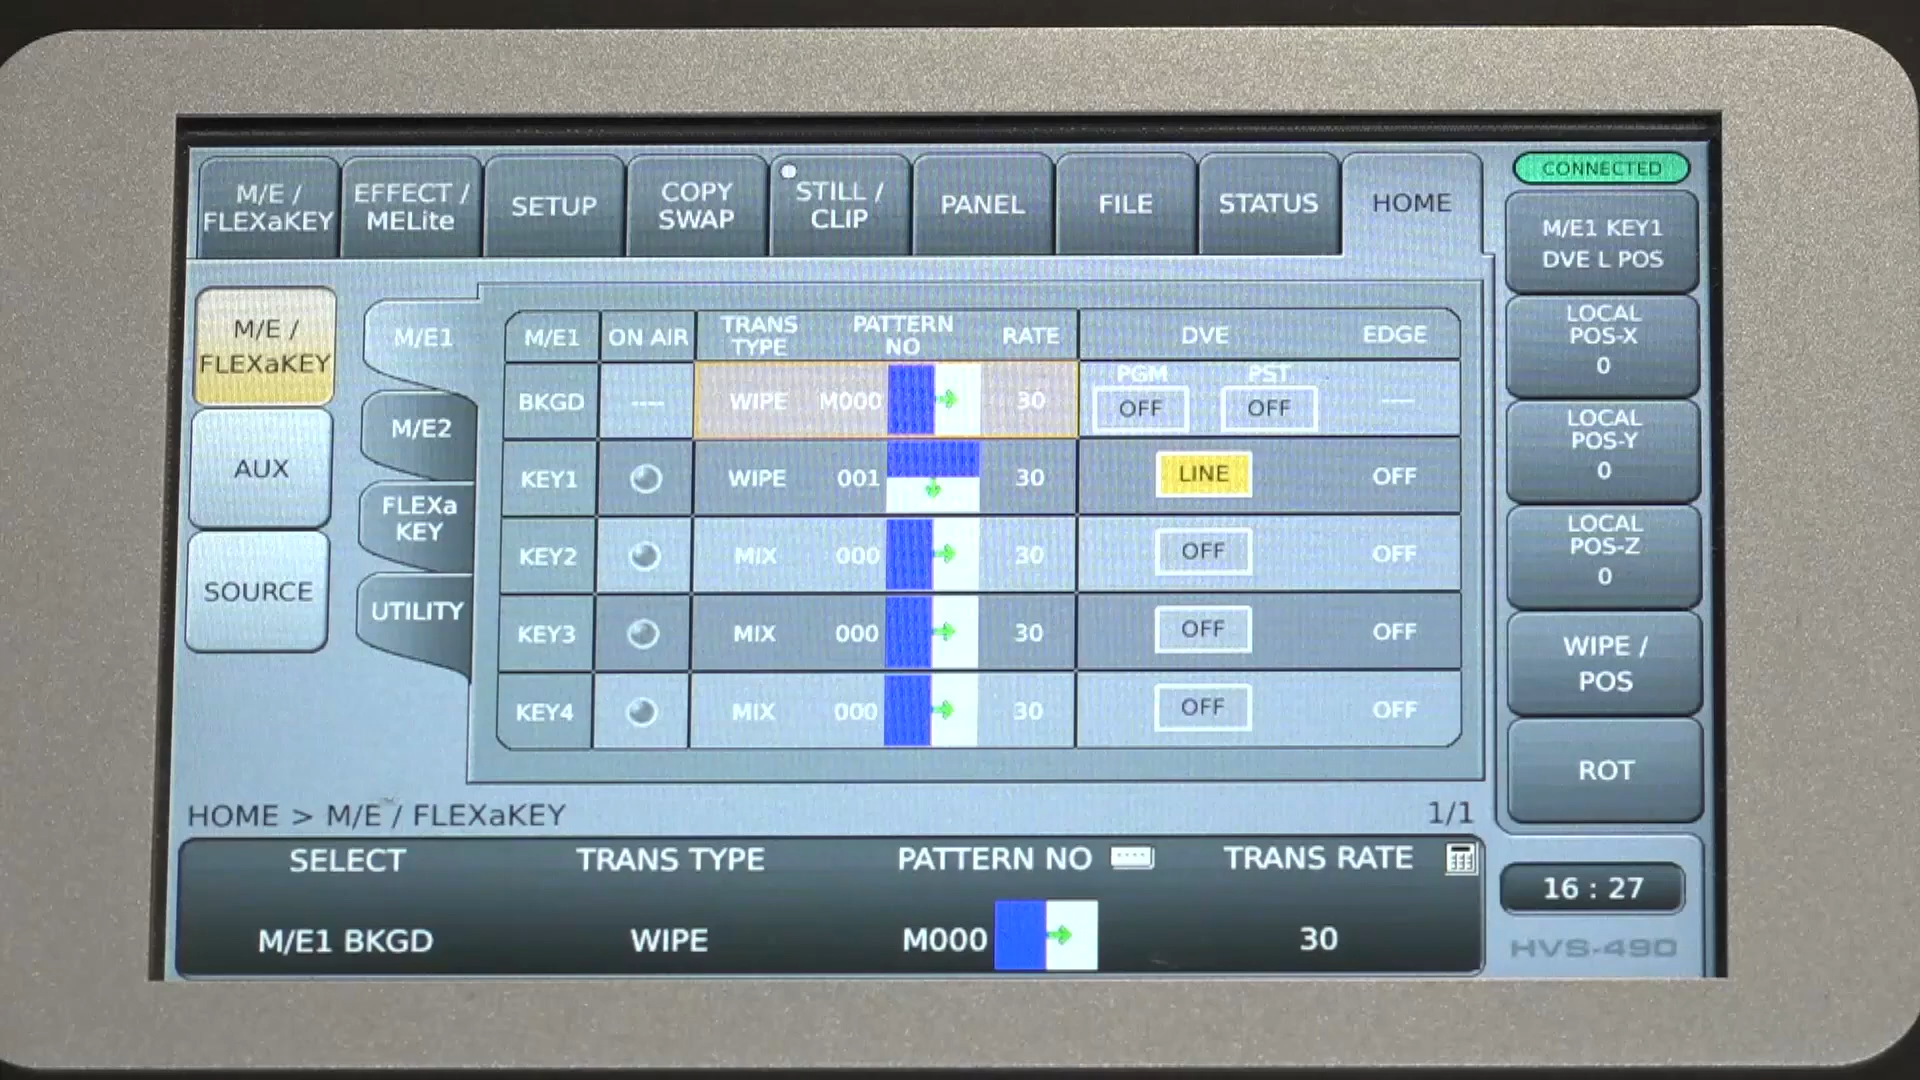 M/E / FLEXaKEY
EFFECT / MELite
SETUP
COPY SWAP
STILL / CLIP
PANEL
FILE
STATUS
HOME
CONNECTED
M/E / FLEXaKEY
AUX
SOURCE
M/E1
M/E2
FLEXa KEY
UTILITY
M/E1 ON AIR TRANS TYPE PATTERN NO RATE DVE EDGE
BKGD ---- WIPE M000 30 PGM OFF PST OFF ----
KEY1 WIPE 001 30 LINE OFF
KEY2 MIX 000 30 OFF OFF
KEY3 MIX 000 30 OFF OFF
KEY4 MIX 000 30 OFF OFF
M/E1 KEY1
DVE L POS
LOCAL
POS-X
0
LOCAL
POS-Y
0
LOCAL
POS-Z
0
WIPE /
POS
ROT
HOME > M/E / FLEXaKEY 1/1
SELECT TRANS TYPE PATTERN NO TRANS RATE
M/E1 BKGD WIPE M000 30
16 : 27
HVS-490